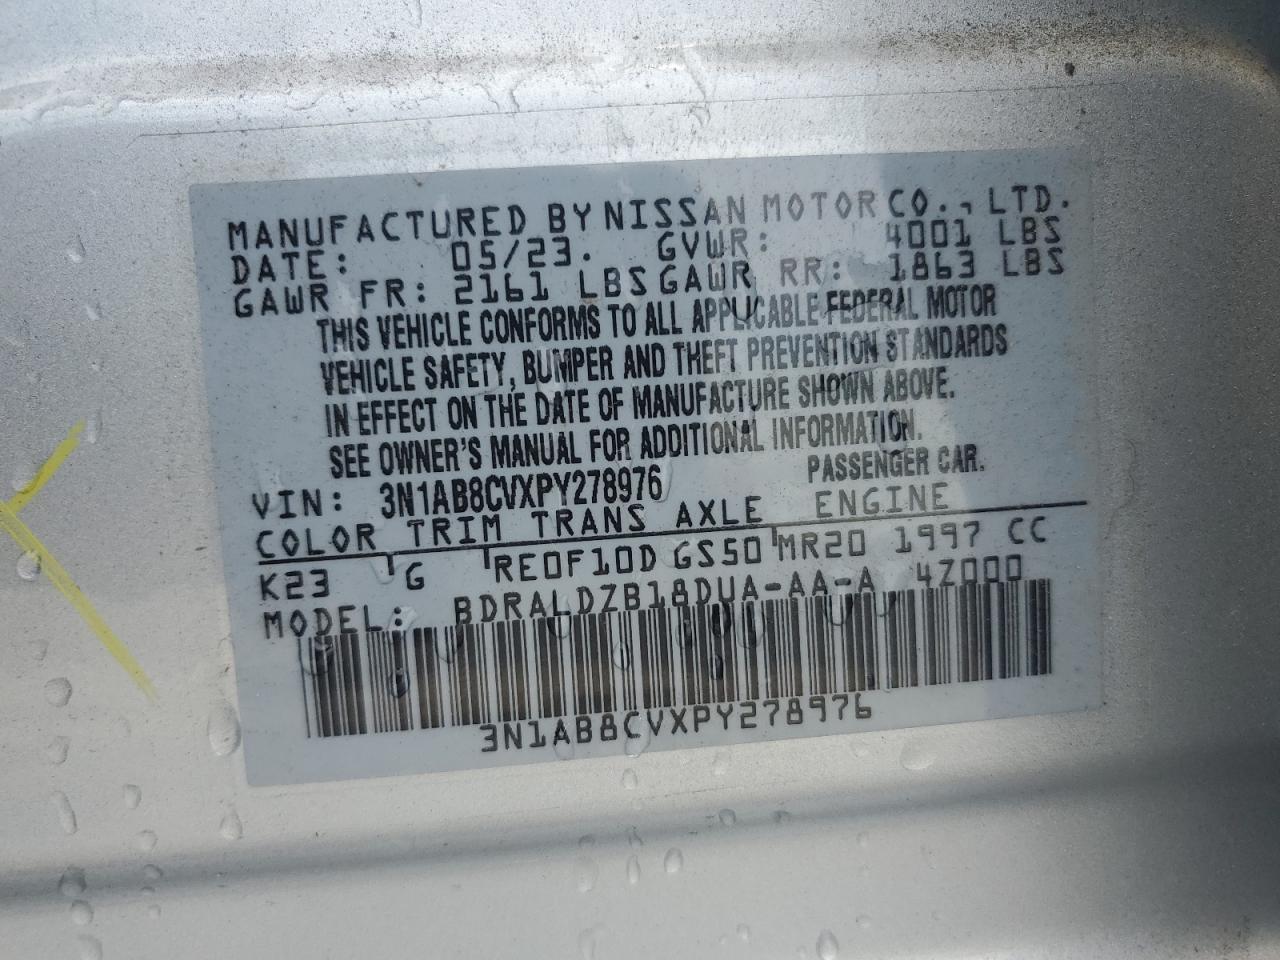 MANUFACTURED BY NISSAN MOTOR CO., LTD.
DATE: 05/23. GVWR: 4001 LBS
GAWR FR: 2161 LBS GAWR RR: 1863 LBS
THIS VEHICLE CONFORMS TO ALL APPLICABLE FEDERAL MOTOR
VEHICLE SAFETY, BUMPER AND THEFT PREVENTION STANDARDS
IN EFFECT ON THE DATE OF MANUFACTURE SHOWN ABOVE.
SEE OWNER'S MANUAL FOR ADDITIONAL INFORMATION.
VIN: 3N1AB8CVXPY278976 PASSENGER CAR.
COLOR TRIM TRANS AXLE ENGINE
K23 G RE0F10D GS50 MR20 1997 CC
MODEL: BDRALDZB18DUA-AA-A 4Z000
3N1AB8CVXPY278976